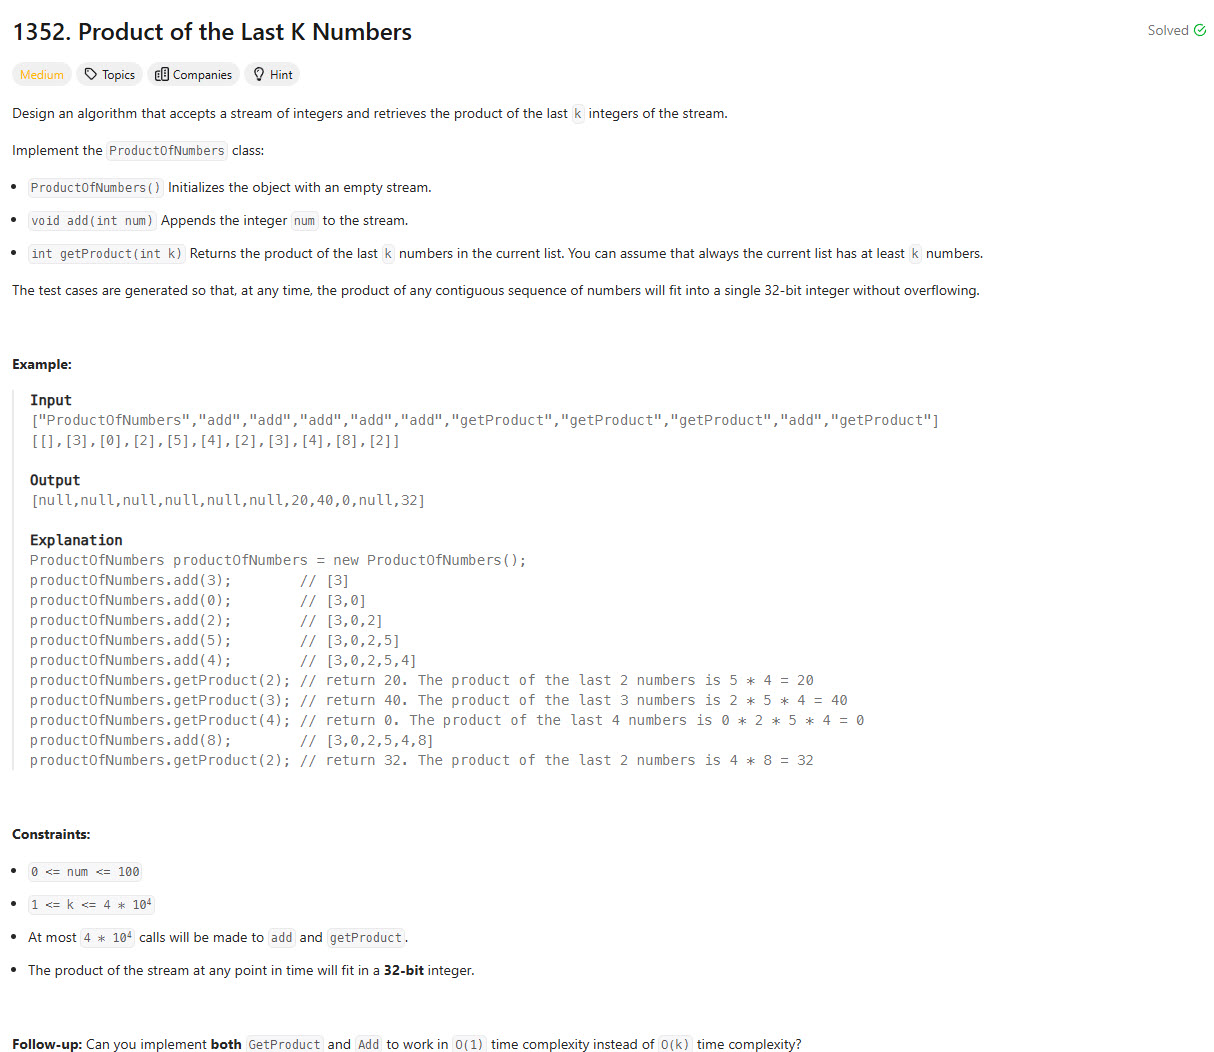 1352. Product of the Last K Numbers
Solved
Medium Topics Companies Hint
Design an algorithm that accepts a stream of integers and retrieves the product of the last k integers of the stream.
Implement the ProductOfNumbers class:
• ProductOfNumbers() Initializes the object with an empty stream.
• void add(int num) Appends the integer num to the stream.
• int getProduct(int k) Returns the product of the last k numbers in the current list. You can assume that always the current list has at least k numbers.
The test cases are generated so that, at any time, the product of any contiguous sequence of numbers will fit into a single 32-bit integer without overflowing.
Example:
Input
["ProductOfNumbers","add","add","add","add","add","getProduct","getProduct","getProduct","add","getProduct"]
[[],[3],[0],[2],[5],[4],[2],[3],[4],[8],[2]]
Output
[null,null,null,null,null,null,20,40,0,null,32]
Explanation
ProductOfNumbers productOfNumbers = new ProductOfNumbers();
productOfNumbers.add(3);        // [3]
productOfNumbers.add(0);        // [3,0]
productOfNumbers.add(2);        // [3,0,2]
productOfNumbers.add(5);        // [3,0,2,5]
productOfNumbers.add(4);        // [3,0,2,5,4]
productOfNumbers.getProduct(2); // return 20. The product of the last 2 numbers is 5 * 4 = 20
productOfNumbers.getProduct(3); // return 40. The product of the last 3 numbers is 2 * 5 * 4 = 40
productOfNumbers.getProduct(4); // return 0. The product of the last 4 numbers is 0 * 2 * 5 * 4 = 0
productOfNumbers.add(8);        // [3,0,2,5,4,8]
productOfNumbers.getProduct(2); // return 32. The product of the last 2 numbers is 4 * 8 = 32
Constraints:
• 0 <= num <= 100
• 1 <= k <= 4 * 10⁴
• At most 4 * 10⁴ calls will be made to add and getProduct.
• The product of the stream at any point in time will fit in a 32-bit integer.
Follow-up: Can you implement both GetProduct and Add to work in O(1) time complexity instead of O(k) time complexity?